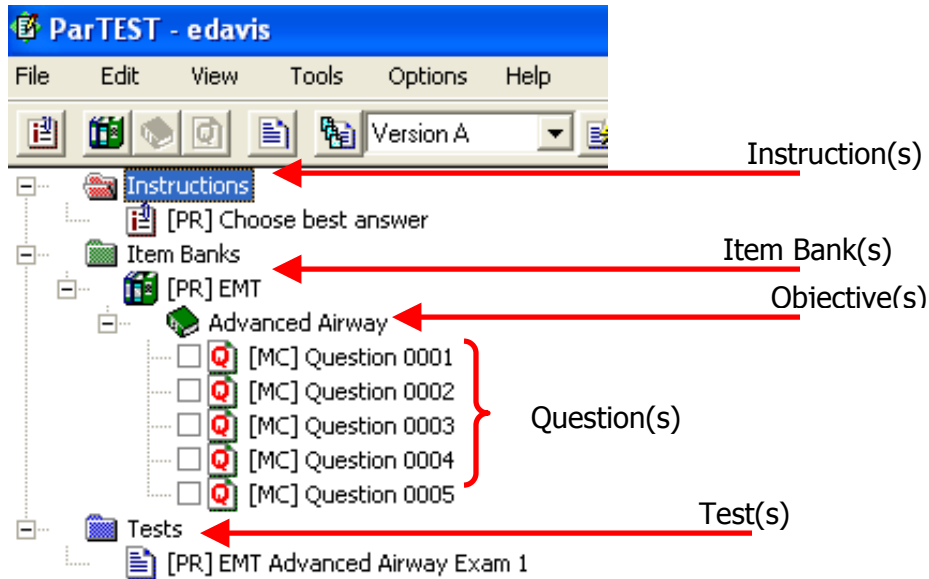 ParTEST - edavis
File Edit View Tools Options Help
Version A
Instruction(s)
Instructions
[PR] Choose best answer
Item Banks
Item Bank(s)
[PR] EMT
Objective(s)
Advanced Airway
[MC] Question 0001
[MC] Question 0002
[MC] Question 0003
Question(s)
[MC] Question 0004
[MC] Question 0005
Test(s)
Tests
[PR] EMT Advanced Airway Exam 1